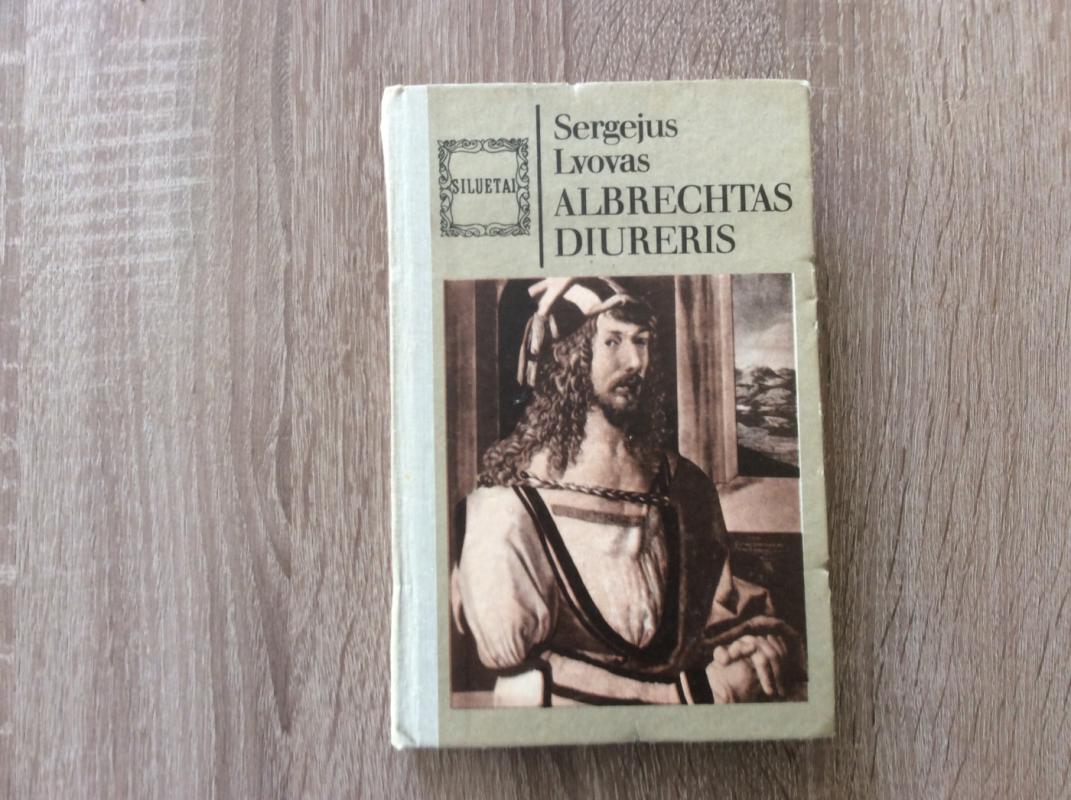 SILUETAI
Sergejus
Lvovas
ALBRECHTAS
DIURERIS